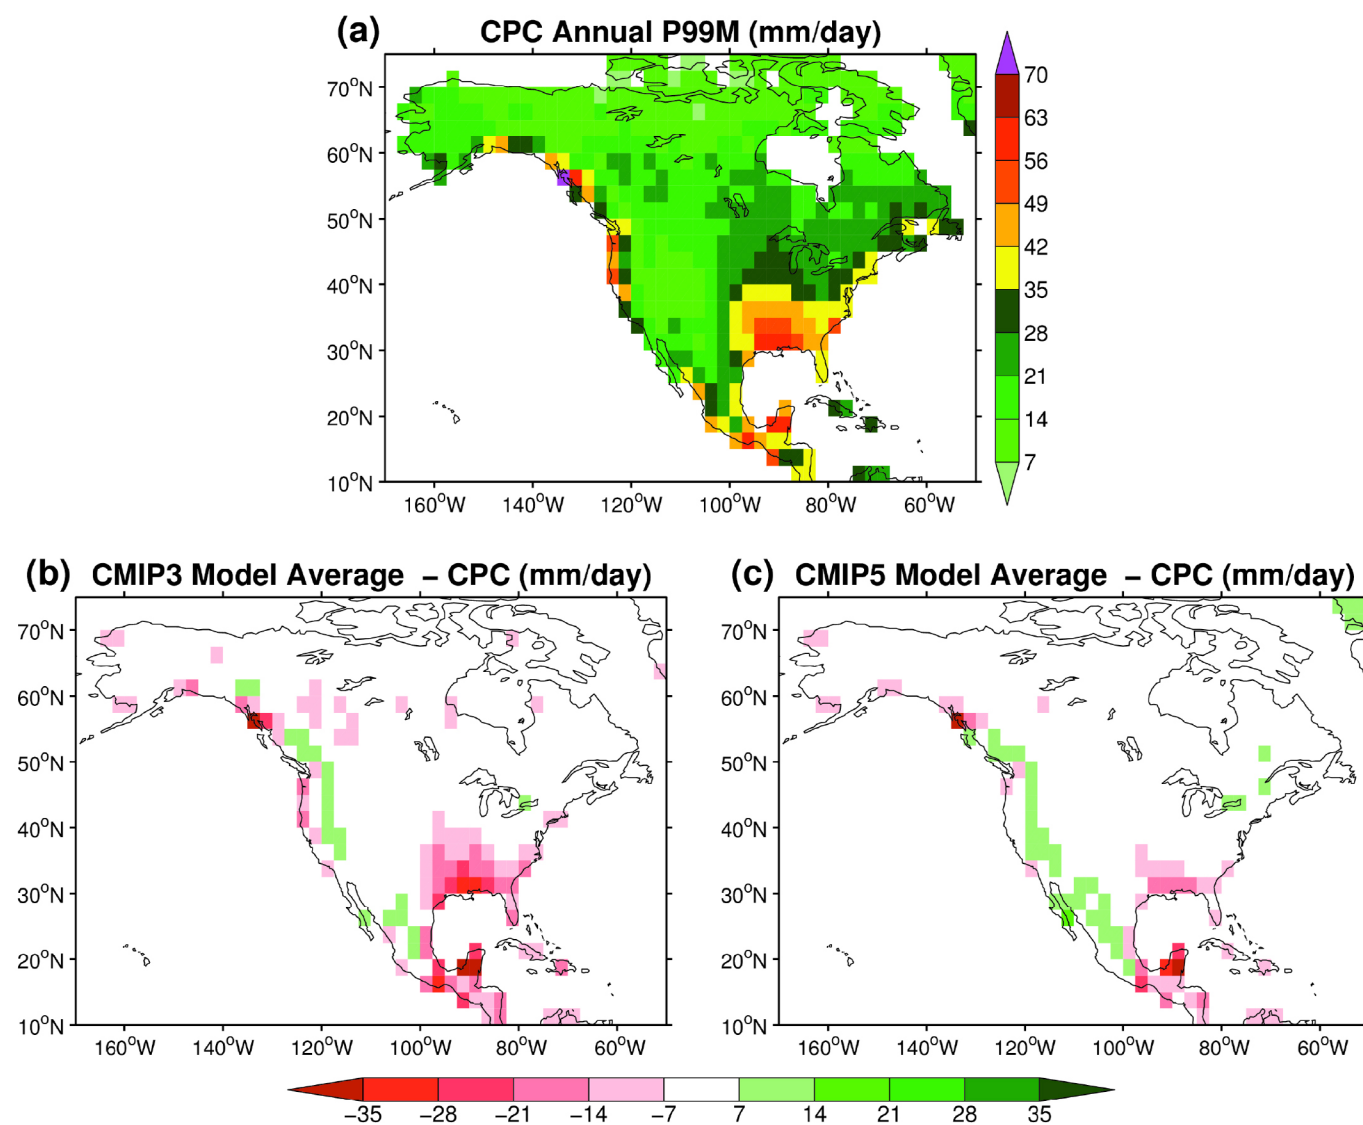 (a) CPC Annual P99M (mm/day)
70
63
56
49
42
35
28
21
14
7
70°N
60°N
50°N
40°N
30°N
20°N
10°N
160°W 140°W 120°W 100°W 80°W 60°W
(b) CMIP3 Model Average – CPC (mm/day)
70°N
60°N
50°N
40°N
30°N
20°N
10°N
160°W 140°W 120°W 100°W 80°W 60°W
(c) CMIP5 Model Average – CPC (mm/day)
70°N
60°N
50°N
40°N
30°N
20°N
10°N
160°W 140°W 120°W 100°W 80°W 60°W
−35 −28 −21 −14 −7 7 14 21 28 35